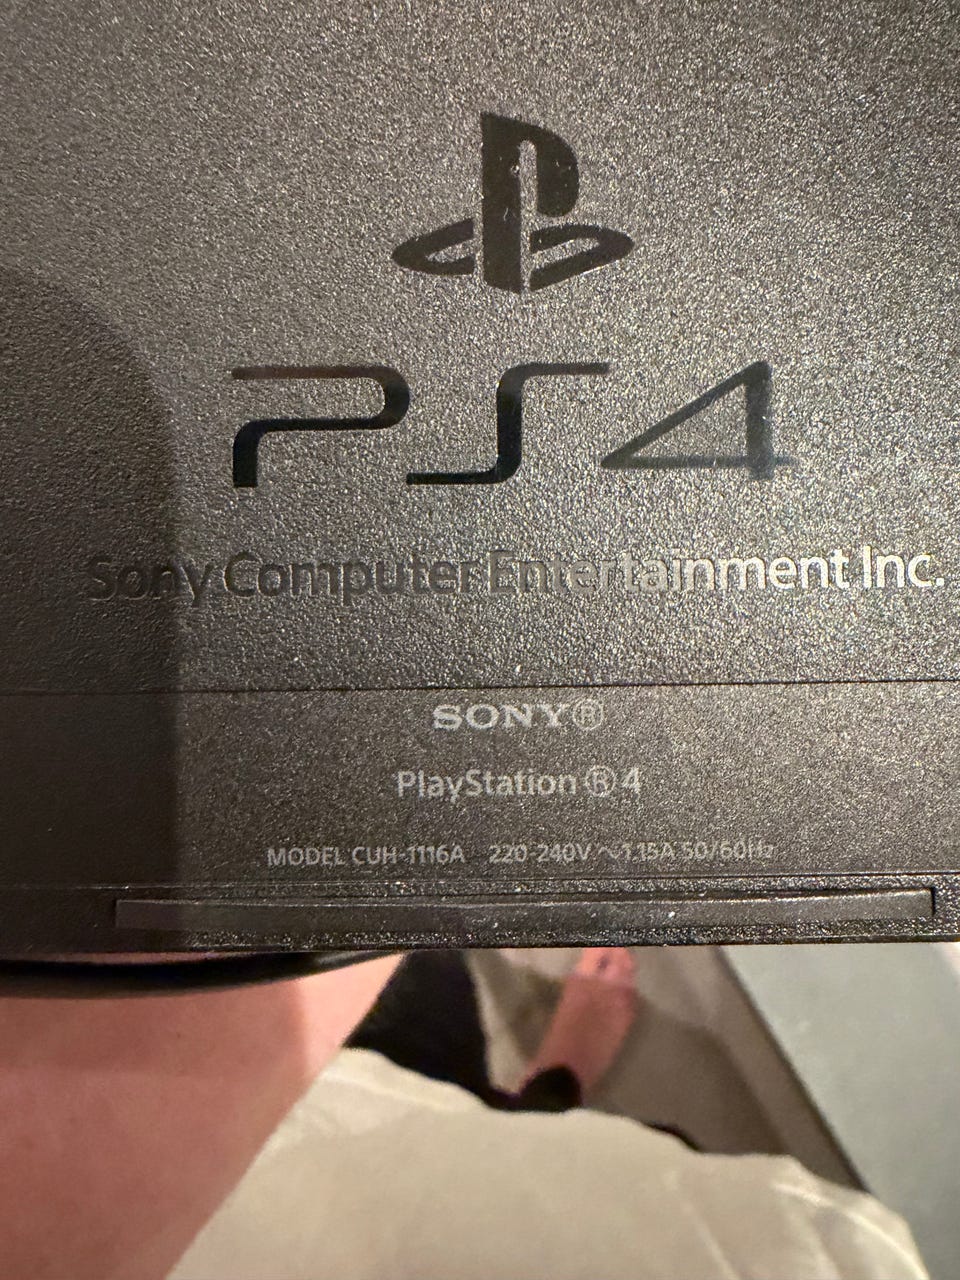 PS4
Sony Computer Entertainment Inc.
SONY®
PlayStation®4
MODEL CUH-1116A 220-240V ~ 1.15A 50/60Hz